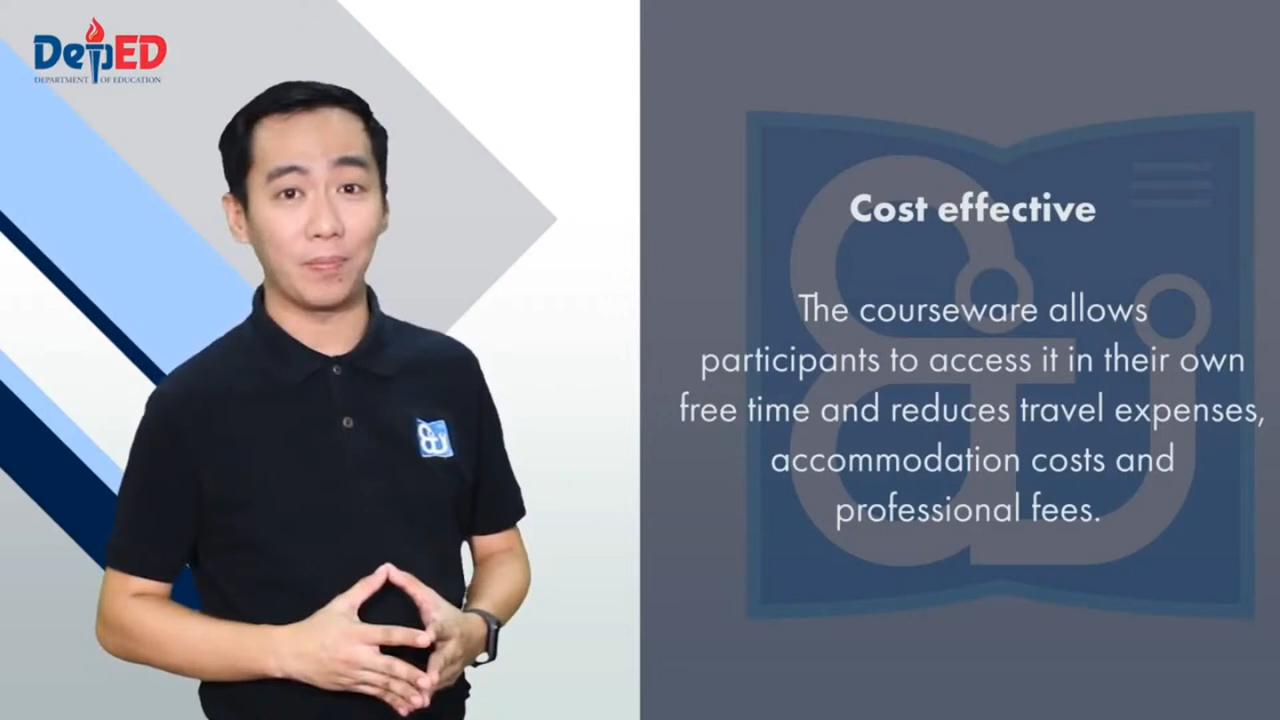 DepED
DEPARTMENT OF EDUCATION
Cost effective
The courseware allows
participants to access it in their own
free time and reduces travel expenses,
accommodation costs and
professional fees.